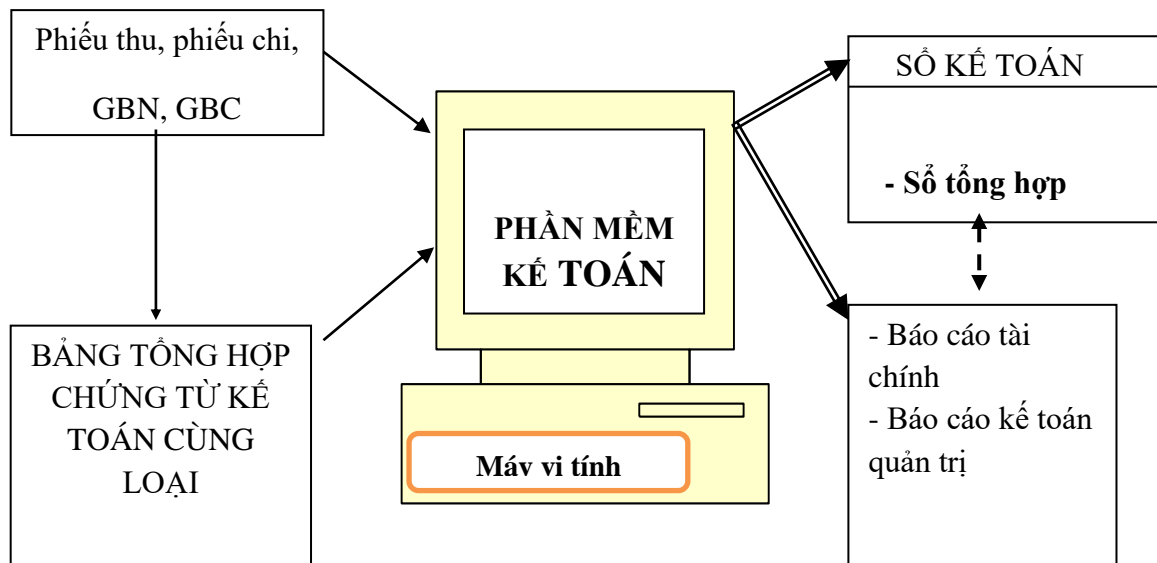 Phiếu thu, phiếu chi,
GBN, GBC
BẢNG TỔNG HỢP
CHỨNG TỪ KẾ
TOÁN CÙNG
LOẠI
PHẦN MỀM
KẾ TOÁN
Máv vi tính
SỔ KẾ TOÁN
- Sổ tổng hợp
- Báo cáo tài
chính
- Báo cáo kế toán
quản trị